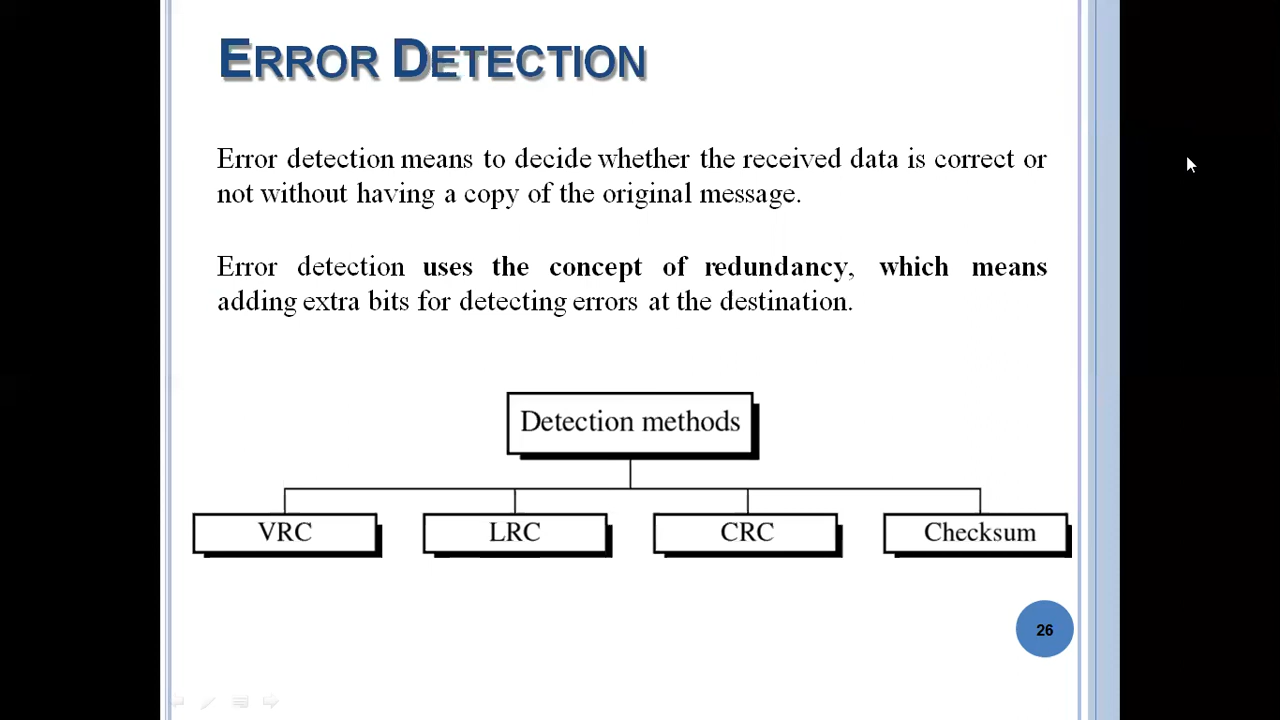 ERROR DETECTION
Error detection means to decide whether the received data is correct or
not without having a copy of the original message.
Error detection uses the concept of redundancy, which means
adding extra bits for detecting errors at the destination.
Detection methods
VRC LRC CRC Checksum
26